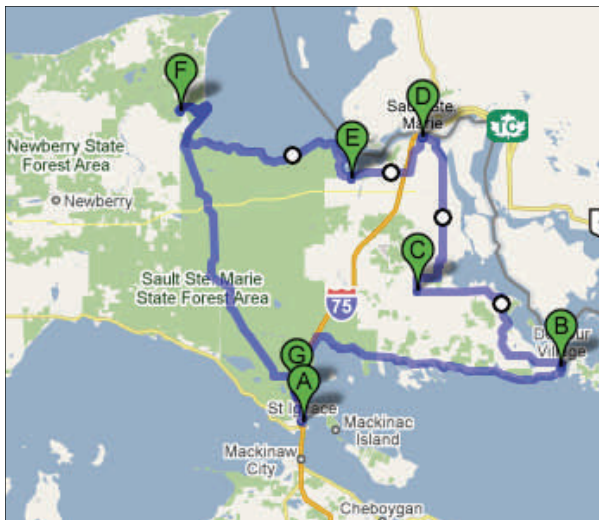 F
D
Sault Ste.
Marie
TC
E
Newberry State
Forest Area
Newberry
C
Sault Ste. Marie
State Forest Area
75
B
Village
G
A
St Ignace
Mackinac
Island
Mackinaw
City
Cheboygan